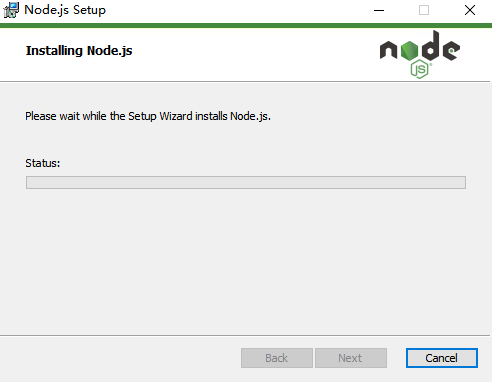 Node.js Setup
Installing Node.js
node
JS
Please wait while the Setup Wizard installs Node.js.
Status:
Back
Next
Cancel